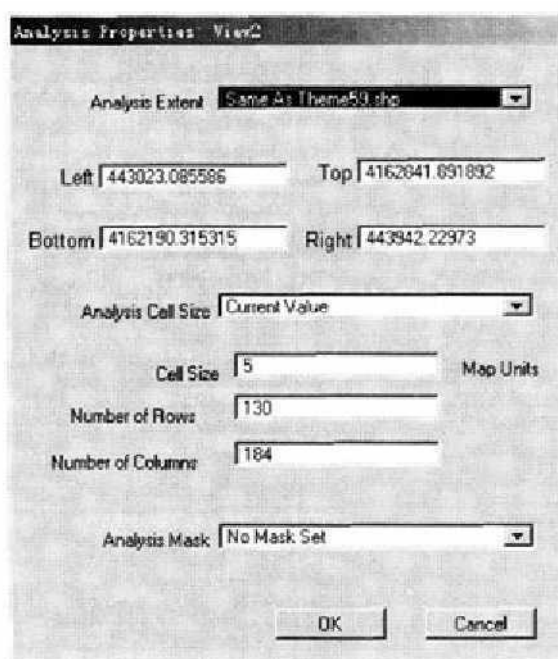 Analysis Properties View2
Analysis Extent Same As Theme59.shp
Left 443023.085586 Top 4162841.891892
Bottom 4162190.315315 Right 443942.22973
Analysis Cell Size Current Value
Cell Size 5 Map Units
Number of Rows 130
Number of Columns 184
Analysis Mask No Mask Set
OK Cancel